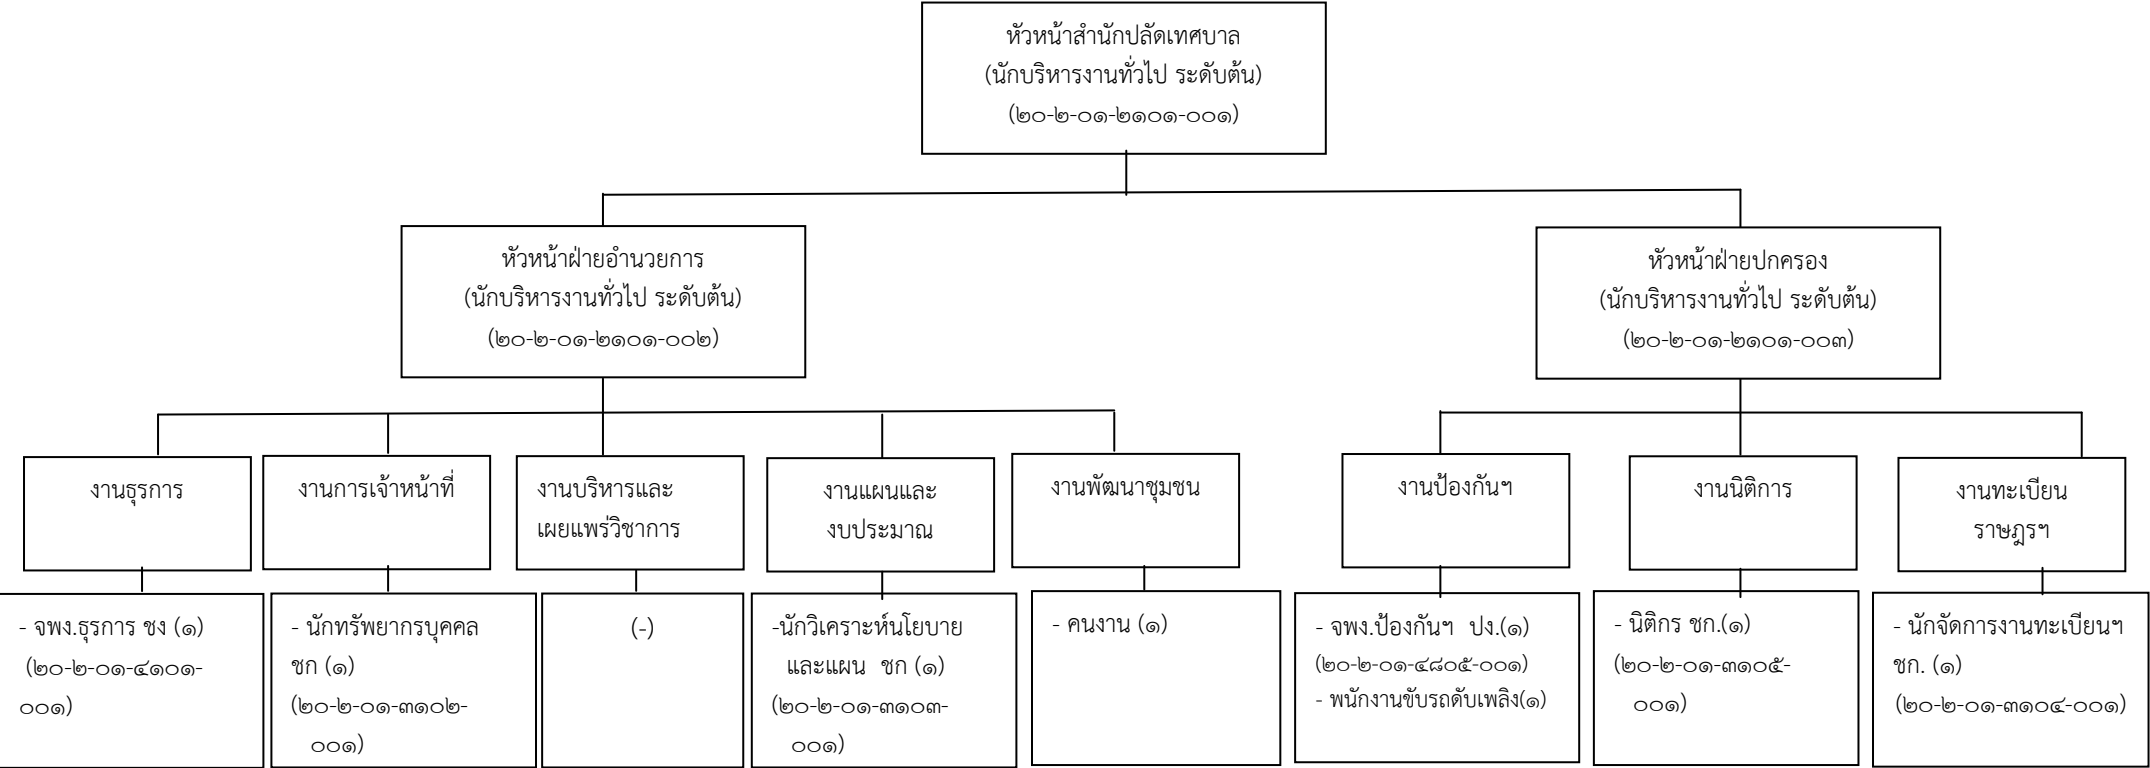 หัวหน้าสำนักปลัดเทศบาล
(นักบริหารงานทั่วไป ระดับต้น)
(๒๐-๒-๐๑-๒๑๐๑-๐๐๑)
หัวหน้าฝ่ายอำนวยการ
(นักบริหารงานทั่วไป ระดับต้น)
(๒๐-๒-๐๑-๒๑๐๑-๐๐๒)
หัวหน้าฝ่ายปกครอง
(นักบริหารงานทั่วไป ระดับต้น)
(๒๐-๒-๐๑-๒๑๐๑-๐๐๓)
งานธุรการ
งานการเจ้าหน้าที่
งานบริหารและ
เผยแพร่วิชาการ
งานแผนและ
งบประมาณ
งานพัฒนาชุมชน
งานป้องกันฯ
งานนิติการ
งานทะเบียน
ราษฎรฯ
- จพง.ธุรการ ชง (๑)
(๒๐-๒-๐๑-๔๑๐๑-
๐๐๑)
- นักทรัพยากรบุคคล
ชก (๑)
(๒๐-๒-๐๑-๓๑๐๒-
๐๐๑)
(-)
-นักวิเคราะห์นโยบาย
และแผน ชก (๑)
(๒๐-๒-๐๑-๓๑๐๓-
๐๐๑)
- คนงาน (๑)
- จพง.ป้องกันฯ ปง.(๑)
(๒๐-๒-๐๑-๔๘๐๕-๐๐๑)
- พนักงานขับรถดับเพลิง(๑)
- นิติกร ชก.(๑)
(๒๐-๒-๐๑-๓๑๐๕-
๐๐๑)
- นักจัดการงานทะเบียนฯ
ชก. (๑)
(๒๐-๒-๐๑-๓๑๐๔-๐๐๑)